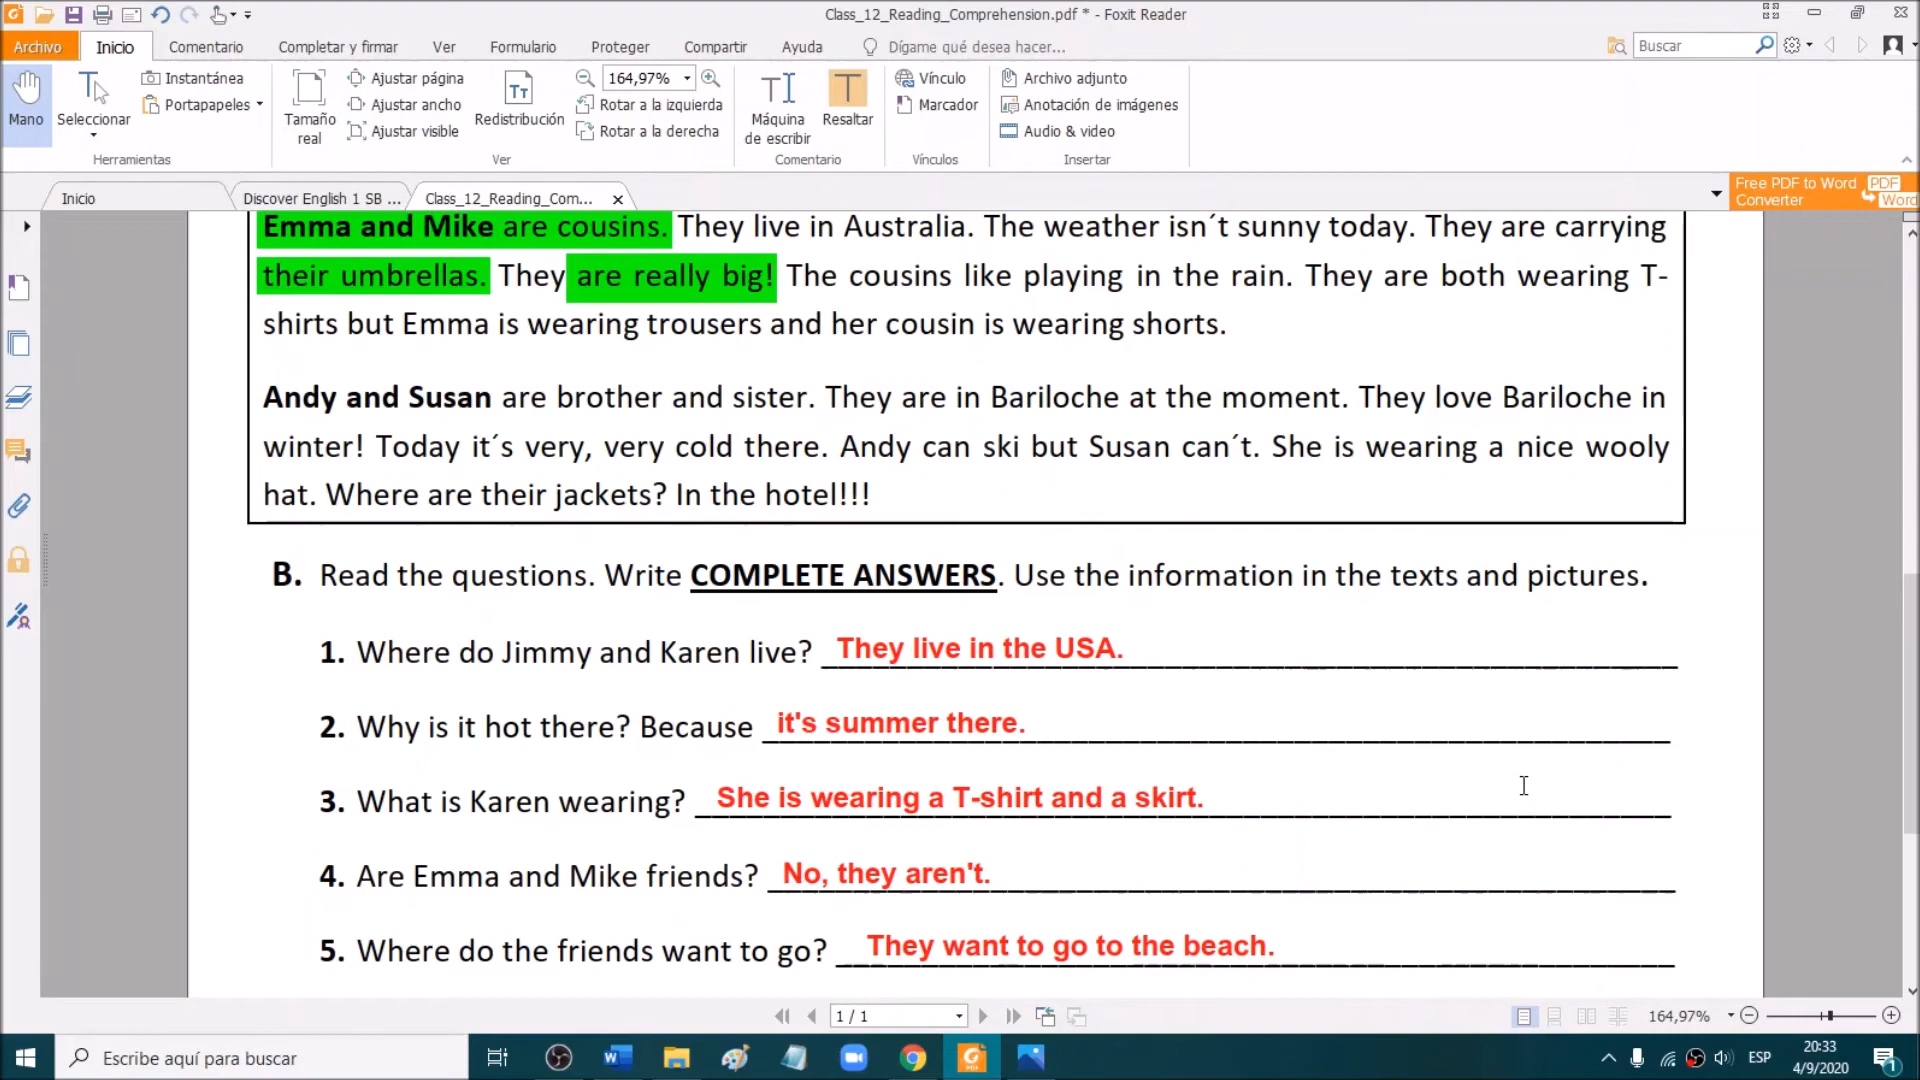 Class_12_Reading_Comprehension.pdf * - Foxit Reader
Archivo Inicio Comentario Completar y firmar Ver Formulario Proteger Compartir Ayuda Dígame qué desea hacer... Buscar
Mano
Seleccionar
Instantánea
Portapapeles
Herramientas
Tamaño real
Ajustar página
Ajustar ancho
Ajustar visible
Redistribución
164,97%
Rotar a la izquierda
Rotar a la derecha
Ver
Máquina de escribir
Resaltar
Comentario
Vínculo
Marcador
Vínculos
Archivo adjunto
Anotación de imágenes
Audio & video
Insertar
Inicio Discover English 1 SB ... Class_12_Reading_Com...
Free PDF to Word
Converter
PDF
Word
Emma and Mike are cousins. They live in Australia. The weather isn´t sunny today. They are carrying
their umbrellas. They are really big! The cousins like playing in the rain. They are both wearing T-
shirts but Emma is wearing trousers and her cousin is wearing shorts.
Andy and Susan are brother and sister. They are in Bariloche at the moment. They love Bariloche in
winter! Today it´s very, very cold there. Andy can ski but Susan can´t. She is wearing a nice wooly
hat. Where are their jackets? In the hotel!!!
B. Read the questions. Write COMPLETE ANSWERS. Use the information in the texts and pictures.
1. Where do Jimmy and Karen live? They live in the USA.
2. Why is it hot there? Because it's summer there.
3. What is Karen wearing? She is wearing a T-shirt and a skirt.
4. Are Emma and Mike friends? No, they aren't.
5. Where do the friends want to go? They want to go to the beach.
1 / 1
164,97%
Escribe aquí para buscar
ESP
20:33
4/9/2020
1